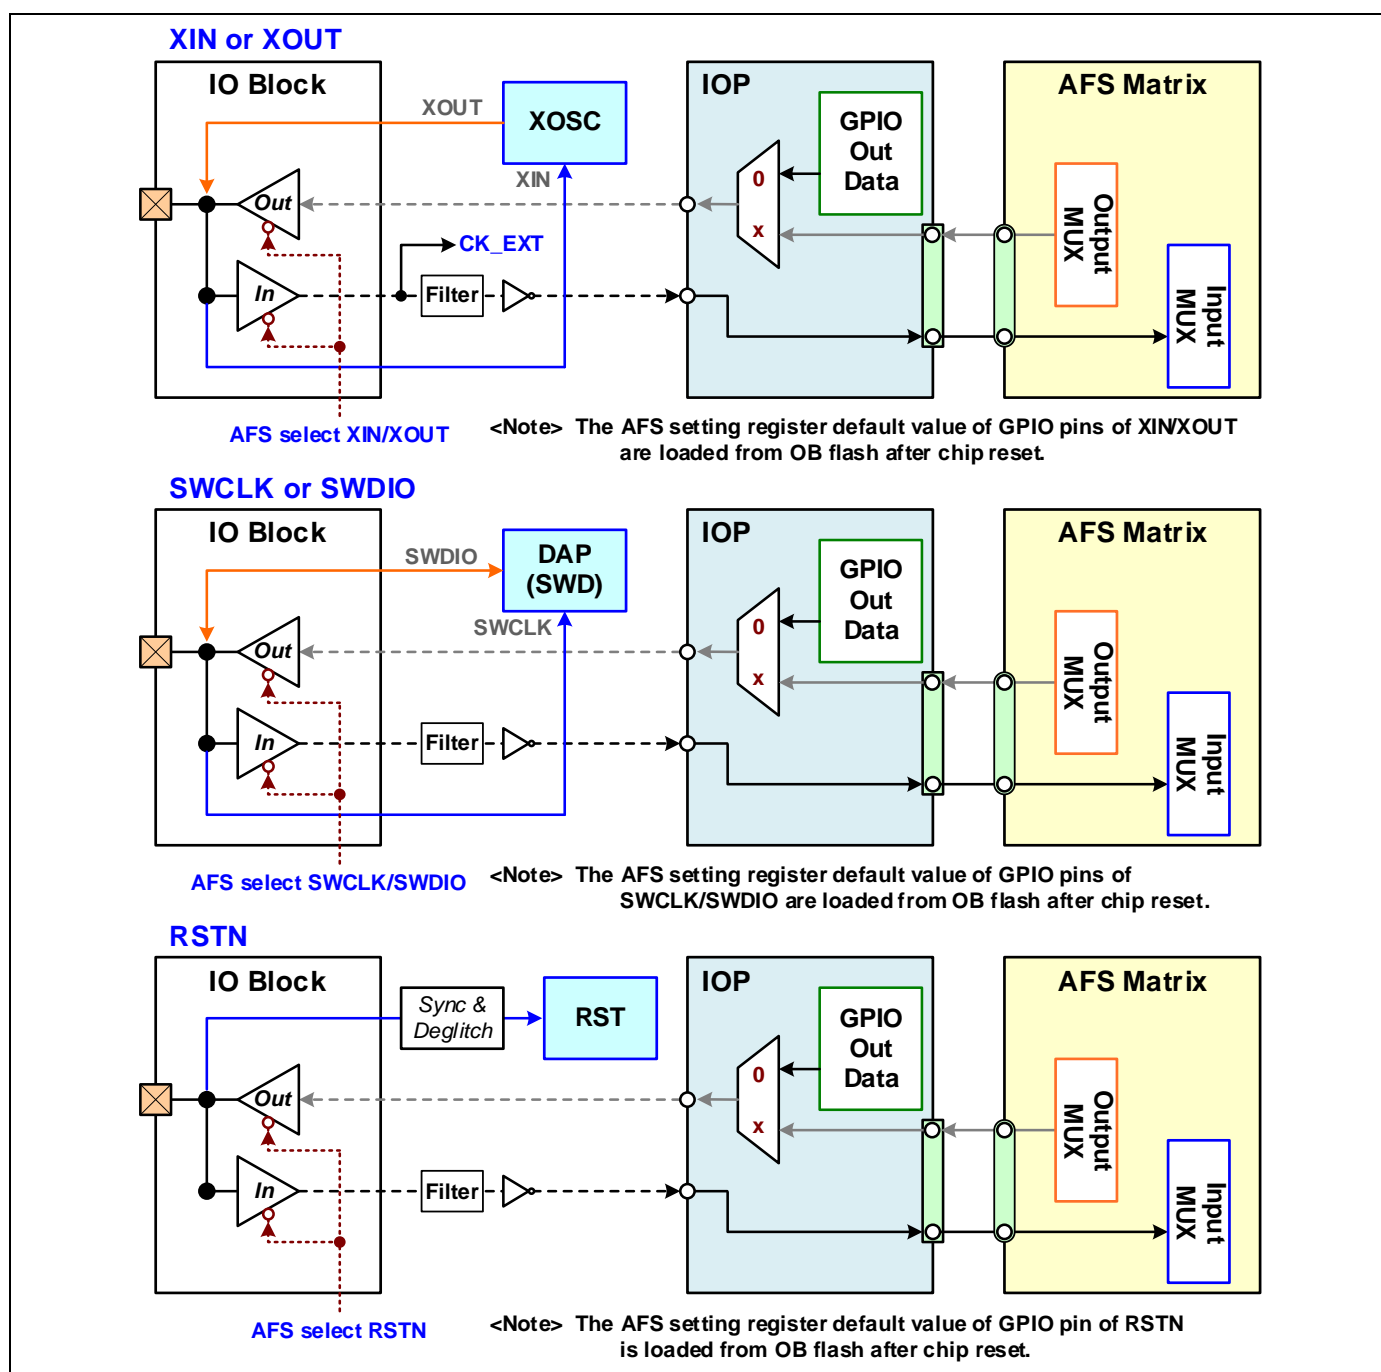 XIN or XOUT
IO Block
XOUT
XOSC
XIN
Out
CK_EXT
In
Filter
AFS select XIN/XOUT
IOP
GPIO
Out
Data
0
x
AFS Matrix
Output
MUX
Input
MUX
<Note> The AFS setting register default value of GPIO pins of XIN/XOUT
are loaded from OB flash after chip reset.
SWCLK or SWDIO
IO Block
SWDIO
DAP
(SWD)
SWCLK
Out
In
Filter
AFS select SWCLK/SWDIO
IOP
GPIO
Out
Data
0
x
AFS Matrix
Output
MUX
Input
MUX
<Note> The AFS setting register default value of GPIO pins of
SWCLK/SWDIO are loaded from OB flash after chip reset.
RSTN
IO Block
Sync &
Deglitch
RST
Out
In
Filter
AFS select RSTN
IOP
GPIO
Out
Data
0
x
AFS Matrix
Output
MUX
Input
MUX
<Note> The AFS setting register default value of GPIO pin of RSTN
is loaded from OB flash after chip reset.